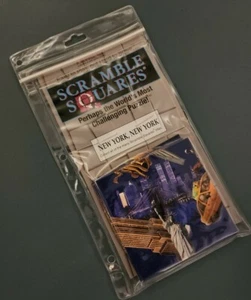 SCRAMBLE
SQUARES
Perhaps the World's Most
Challenging Puzzle!
NEW YORK, NEW YORK